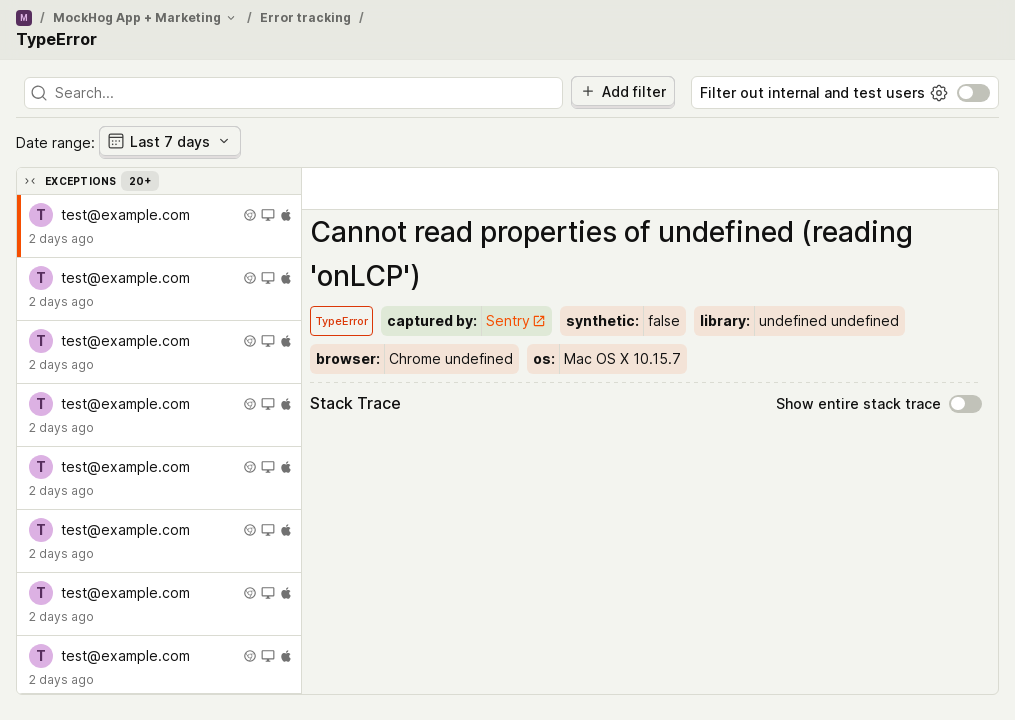 M / MockHog App + Marketing / Error tracking /
TypeError
Search... Add filter Filter out internal and test users
Date range: Last 7 days
EXCEPTIONS 20+
T test@example.com
2 days ago
T test@example.com
2 days ago
T test@example.com
2 days ago
T test@example.com
2 days ago
T test@example.com
2 days ago
T test@example.com
2 days ago
T test@example.com
2 days ago
T test@example.com
2 days ago
Cannot read properties of undefined (reading
'onLCP')
TypeError captured by: Sentry synthetic: false library: undefined undefined
browser: Chrome undefined os: Mac OS X 10.15.7
Stack Trace Show entire stack trace